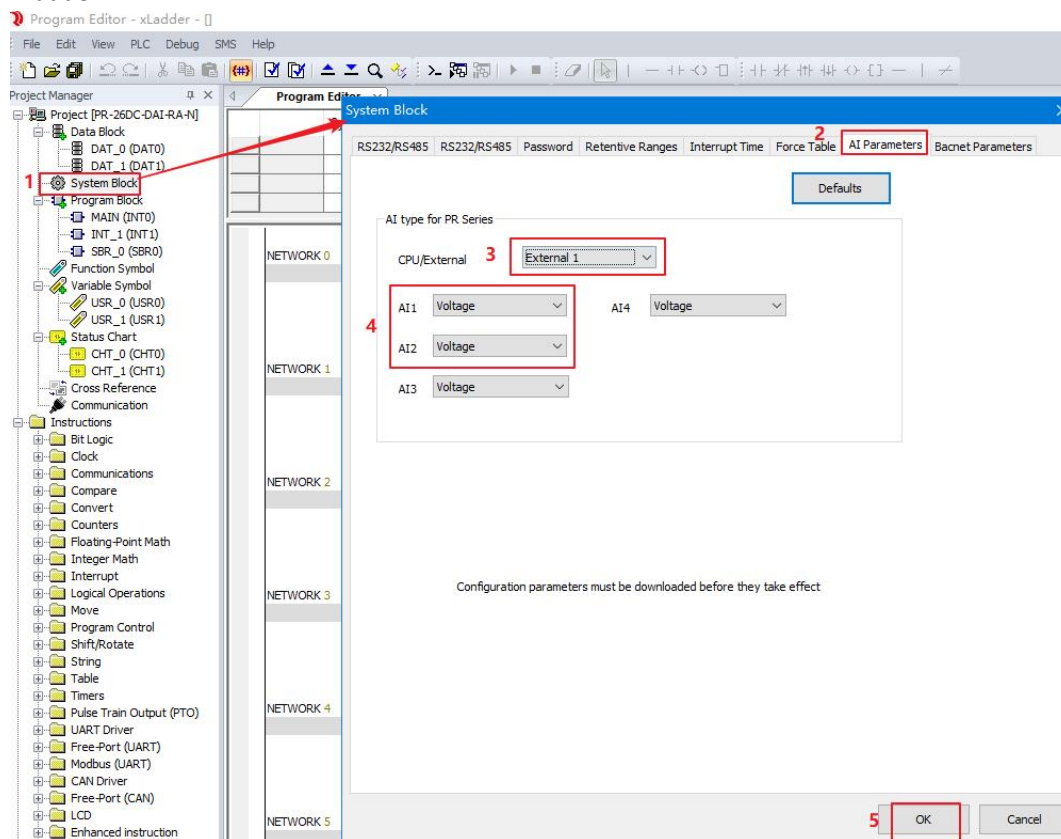 Program Editor - xLadder - []
File Edit View PLC Debug SMS Help
Project Manager
Program Editor
Project [PR-26DC-DAI-RA-N]
Data Block
DAT_0 (DAT0)
DAT_1 (DAT1)
1 System Block
Program Block
MAIN (INT0)
INT_1 (INT1)
SBR_0 (SBR0)
Function Symbol
Variable Symbol
USR_0 (USR0)
USR_1 (USR1)
Status Chart
CHT_0 (CHT0)
CHT_1 (CHT1)
Cross Reference
Communication
Instructions
Bit Logic
Clock
Communications
Compare
Convert
Counters
Floating-Point Math
Integer Math
Interrupt
Logical Operations
Move
Program Control
Shift/Rotate
String
Table
Timers
Pulse Train Output (PTO)
UART Driver
Free-Port (UART)
Modbus (UART)
CAN Driver
Free-Port (CAN)
LCD
Enhanced instruction
NETWORK 0
NETWORK 1
NETWORK 2
NETWORK 3
NETWORK 4
NETWORK 5
System Block
2
RS232/RS485 RS232/RS485 Password Retentive Ranges Interrupt Time Force Table AI Parameters Bacnet Parameters
Defaults
AI type for PR Series
CPU/External 3 External 1
AI1 Voltage AI4 Voltage
4
AI2 Voltage
AI3 Voltage
Configuration parameters must be downloaded before they take effect
5 OK Cancel